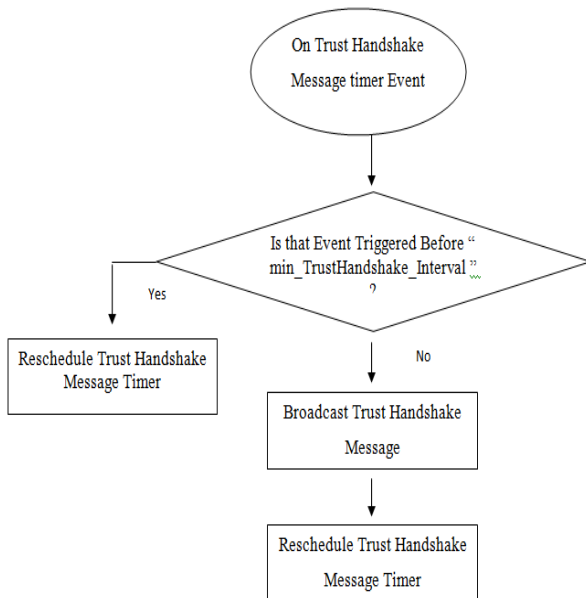 On Trust Handshake
Message timer Event
Is that Event Triggered Before “
min_TrustHandshake_Interval ”
?
Yes
No
Reschedule Trust Handshake
Message Timer
Broadcast Trust Handshake
Message
Reschedule Trust Handshake
Message Timer